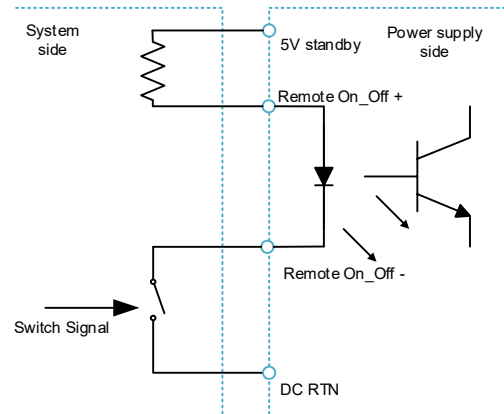 System
side
5V standby
Power supply
side
Remote On_Off +
Remote On_Off -
Switch Signal
DC RTN